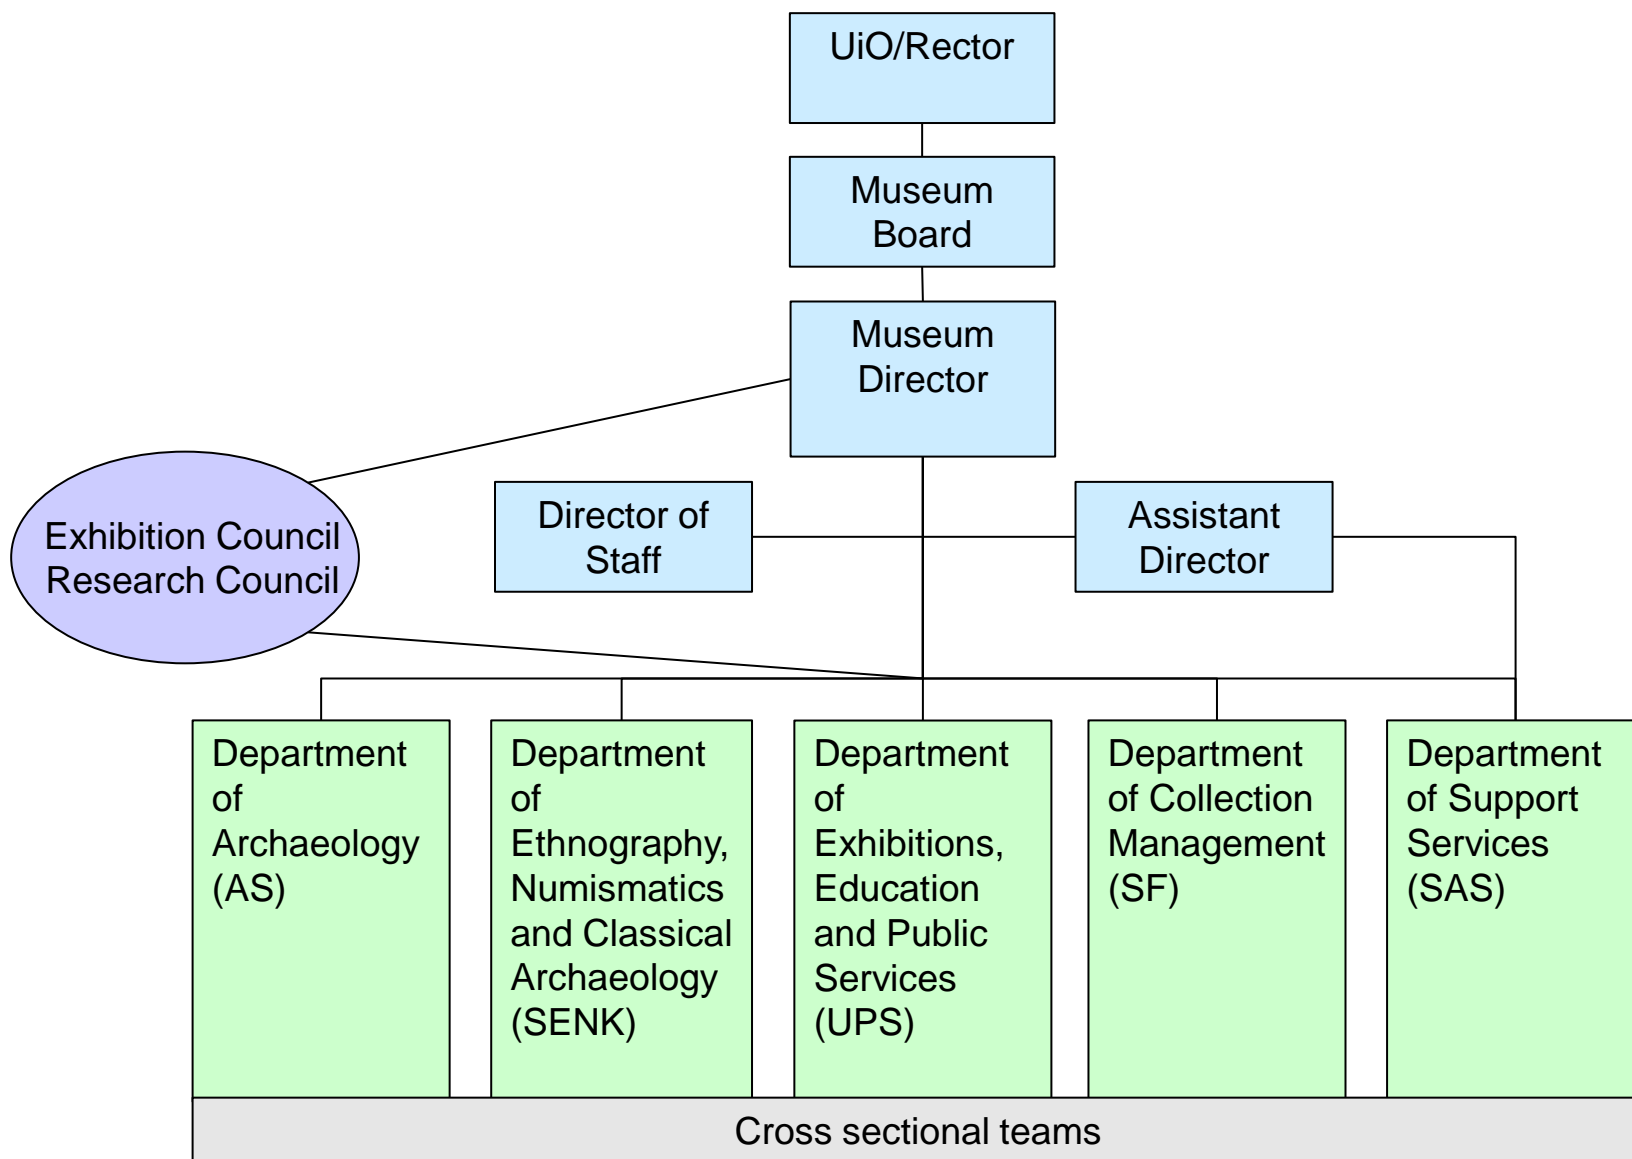 UiO/Rector
Museum
Board
Museum
Director
Director of
Staff
Assistant
Director
Exhibition Council
Research Council
Department
of
Archaeology
(AS)
Department
of
Ethnography,
Numismatics
and Classical
Archaeology
(SENK)
Department
of
Exhibitions,
Education
and Public
Services
(UPS)
Department
of Collection
Management
(SF)
Department
of Support
Services
(SAS)
Cross sectional teams